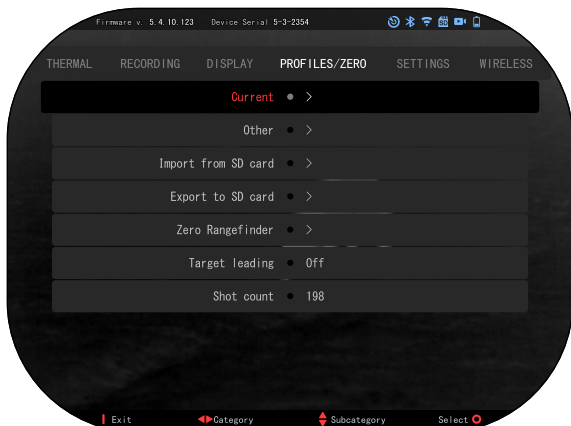 Firmware v. 5.4.10.123 Device Serial 5-3-2354
THERMAL RECORDING DISPLAY PROFILES/ZERO SETTINGS WIRELESS
Current >
Other >
Import from SD card >
Export to SD card >
Zero Rangefinder >
Target leading Off
Shot count 198
Exit Category Subcategory Select